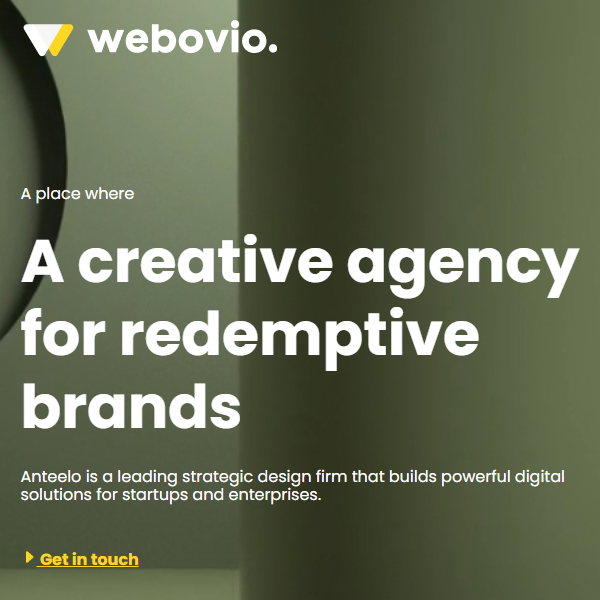 webovio.
A place where
A creative agency
for redemptive
brands
Anteelo is a leading strategic design firm that builds powerful digital
solutions for startups and enterprises.
Get in touch